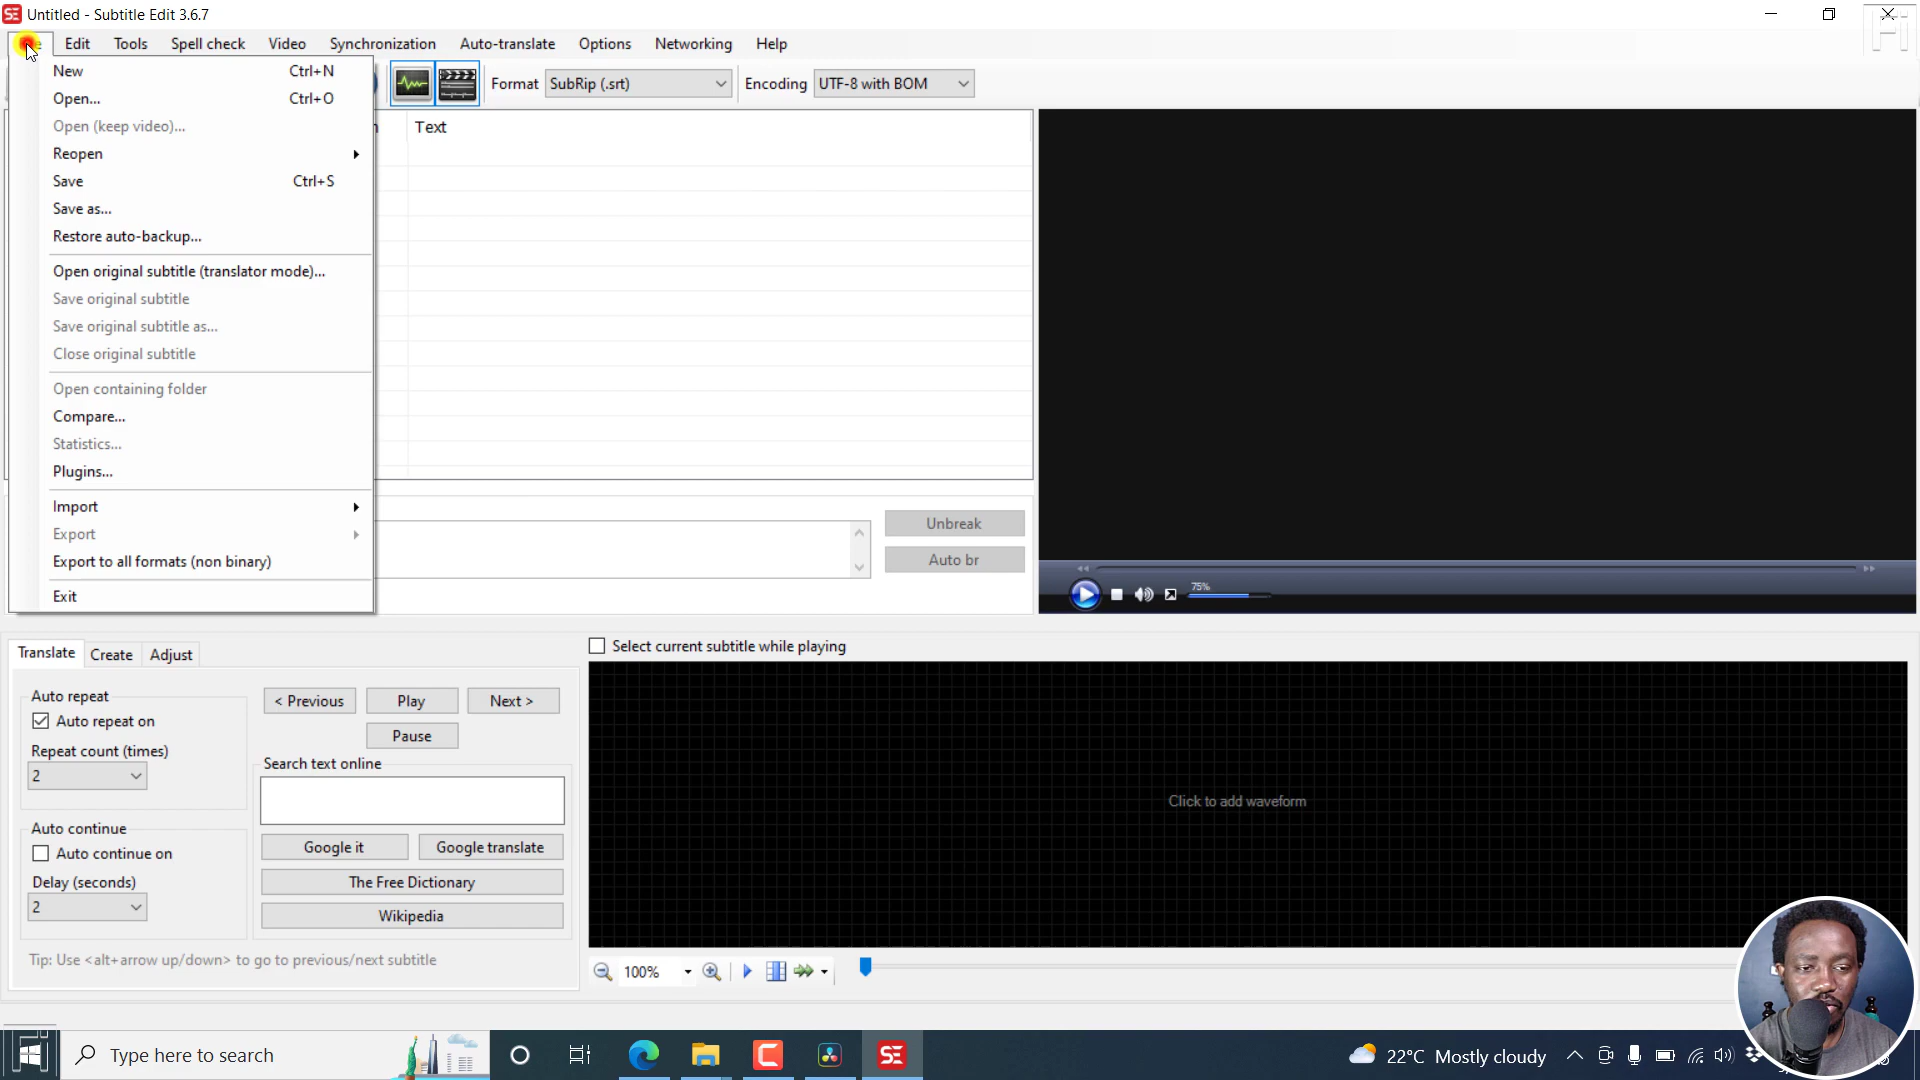 Untitled - Subtitle Edit 3.6.7
Edit Tools Spell check Video Synchronization Auto-translate Options Networking Help
New Ctrl+N
Open... Ctrl+O
Open (keep video)...
Reopen
Save Ctrl+S
Save as...
Restore auto-backup...
Open original subtitle (translator mode)...
Save original subtitle
Save original subtitle as...
Close original subtitle
Open containing folder
Compare...
Statistics...
Plugins...
Import
Export
Export to all formats (non binary)
Exit
Format SubRip (.srt) Encoding UTF-8 with BOM
Text
Unbreak
Auto br
75%
Translate Create Adjust
Auto repeat
Auto repeat on
Repeat count (times)
2
Auto continue
Auto continue on
Delay (seconds)
2
< Previous Play Next >
Pause
Search text online
Google it Google translate
The Free Dictionary
Wikipedia
Tip: Use <alt+arrow up/down> to go to previous/next subtitle
Select current subtitle while playing
Click to add waveform
100%
Type here to search
SE
22°C Mostly cloudy